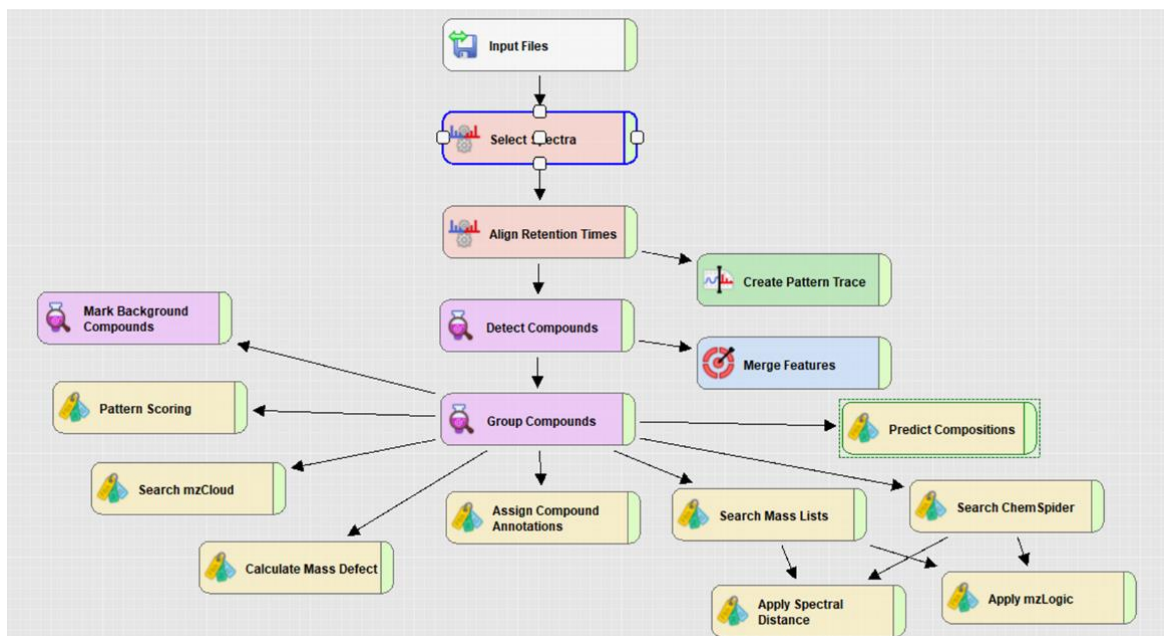 Input Files
Select Spectra
Align Retention Times
Create Pattern Trace
Mark Background
Compounds
Detect Compounds
Merge Features
Pattern Scoring
Group Compounds
Predict Compositions
Search mzCloud
Assign Compound
Annotations
Search Mass Lists
Search ChemSpider
Calculate Mass Defect
Apply Spectral
Distance
Apply mzLogic